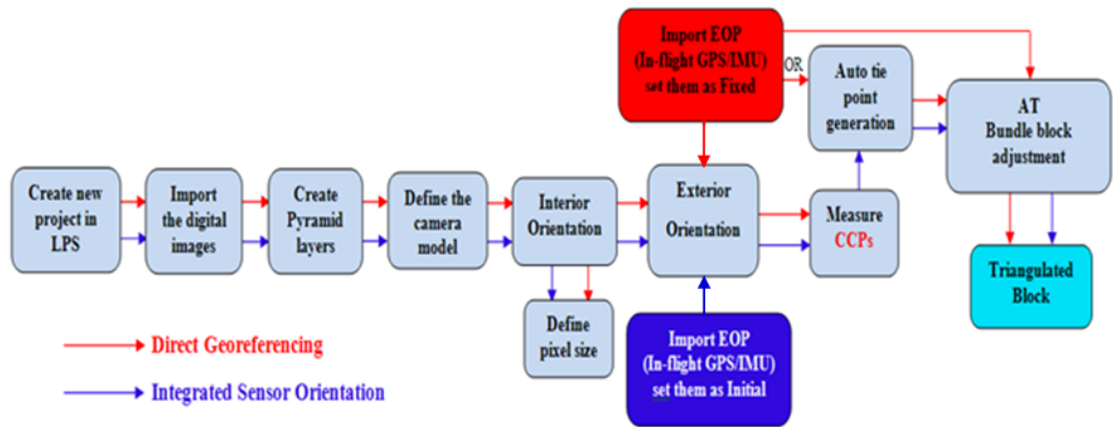 Import EOP
(In-flight GPS/IMU)
set them as Fixed
OR
Auto tie
point
generation
AT
Bundle block
adjustment
Create new
project in
LPS
Import
the digital
images
Create
Pyramid
layers
Define the
camera
model
Interior
Orientation
Exterior
Orientation
Measure
CCPs
Triangulated
Block
Define
pixel size
Import EOP
(In-flight GPS/IMU)
set them as Initial
Direct Georeferencing
Integrated Sensor Orientation